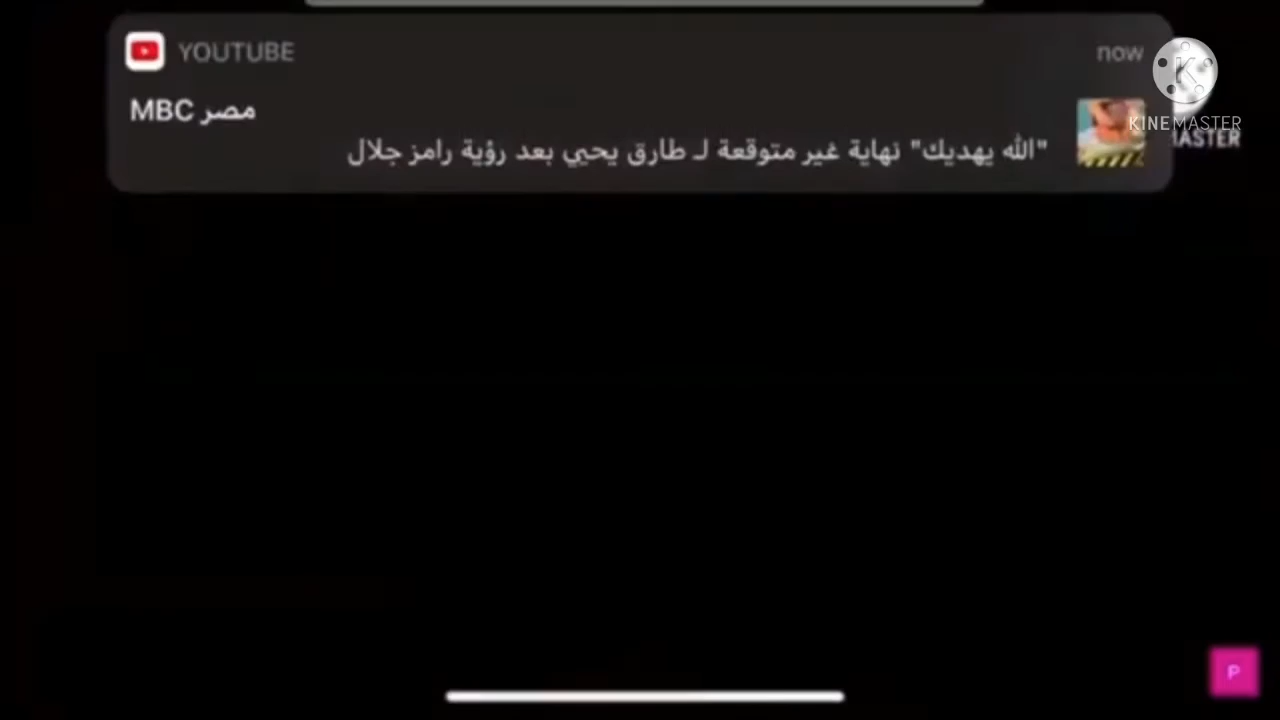 YOUTUBE
now
MBC مصر
"الله يهديك" نهاية غير متوقعة لـ طارق يحيي بعد رؤية رامز جلال
KINEMASTER
P